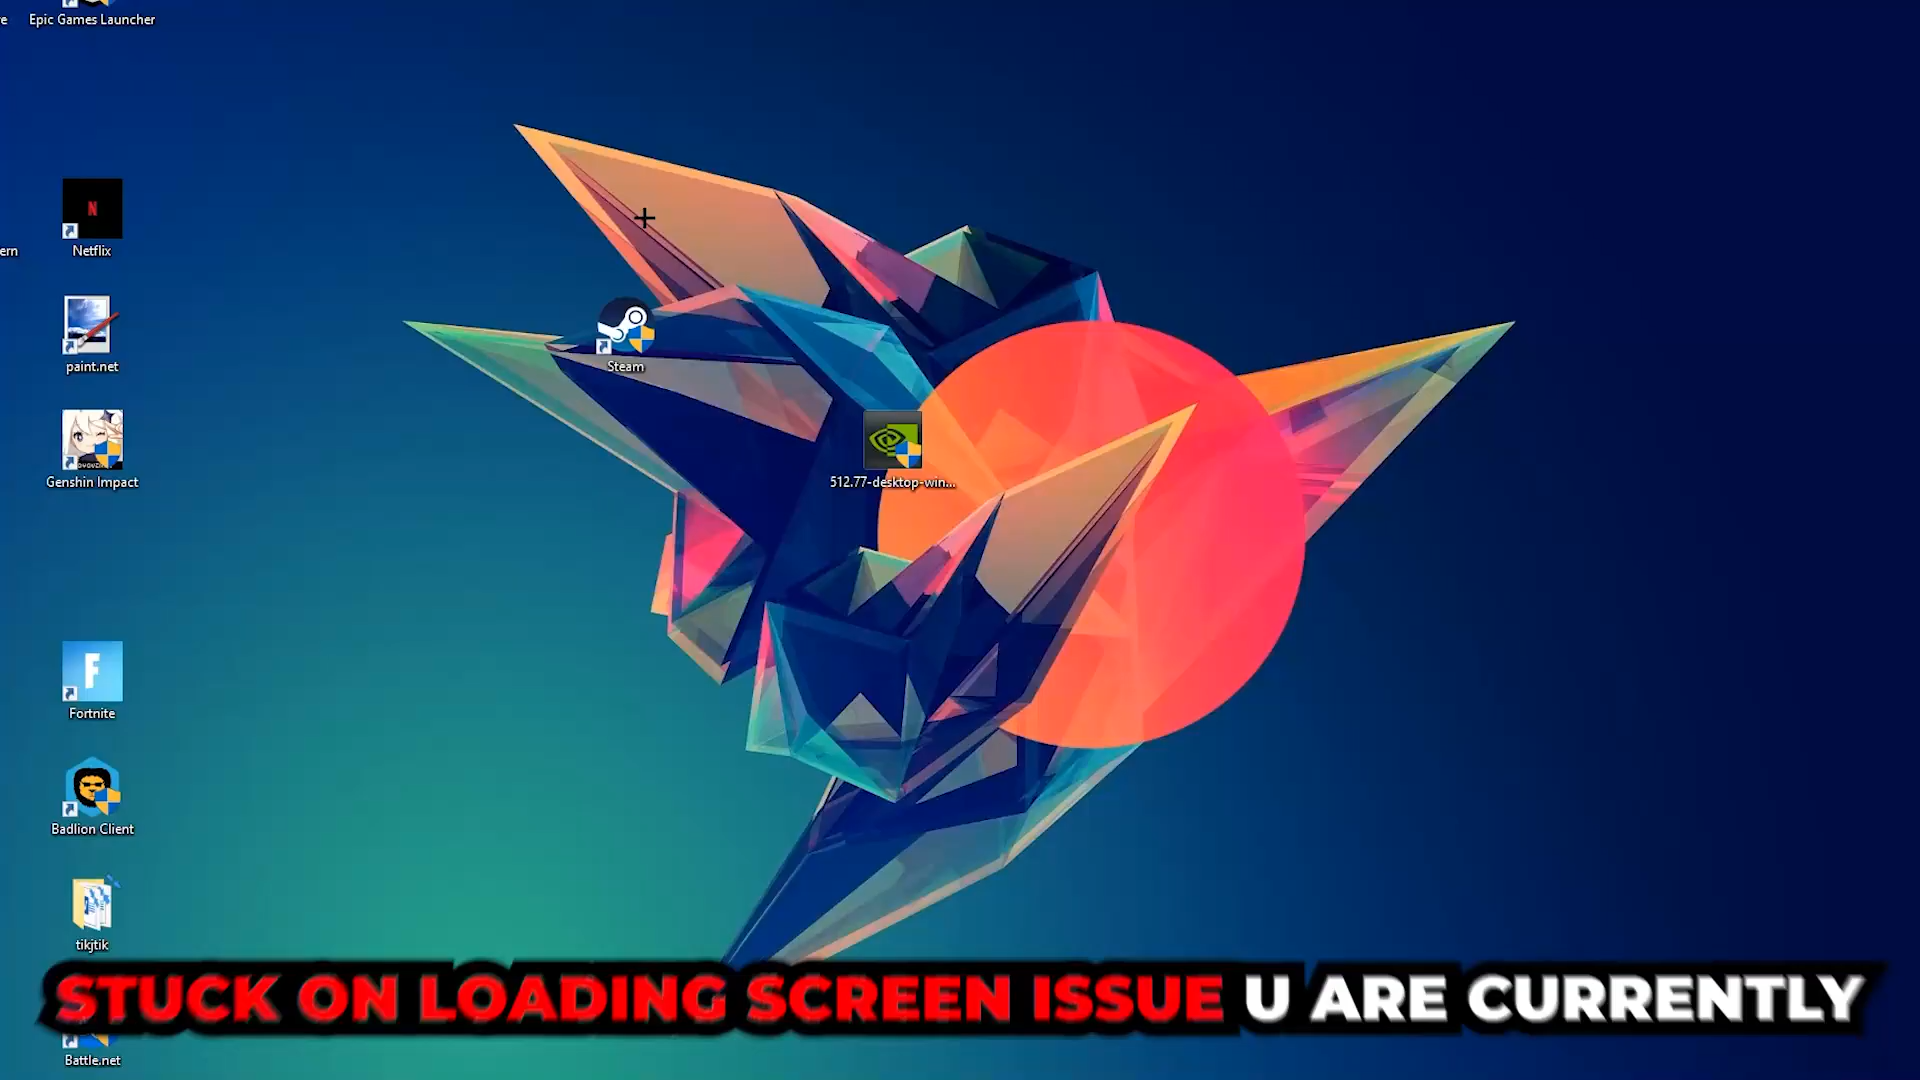 Epic Games Launcher
N
Netflix
ern
Steam
paint.net
Genshin Impact
512.77-desktop-win...
F
Fortnite
Badlion Client
tikjtik
STUCK ON LOADING SCREEN ISSUE U ARE CURRENTLY
Battle.net